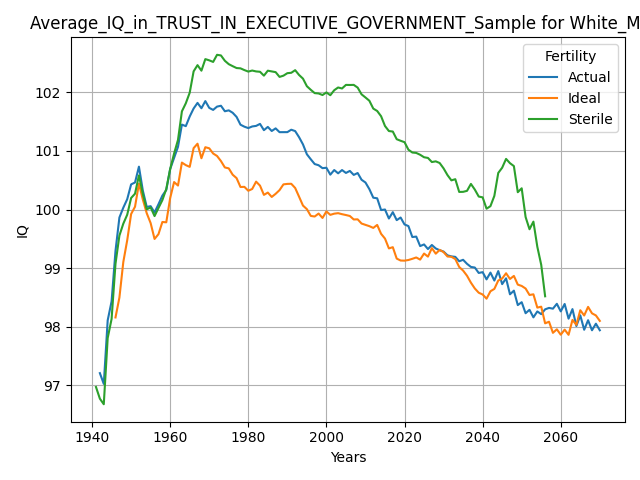 Average_IQ_in_TRUST_IN_EXECUTIVE_GOVERNMENT_Sample for White_M
Fertility
Actual
Ideal
Sterile
IQ
102
101
100
99
98
97
1940 1960 1980 2000 2020 2040 2060
Years